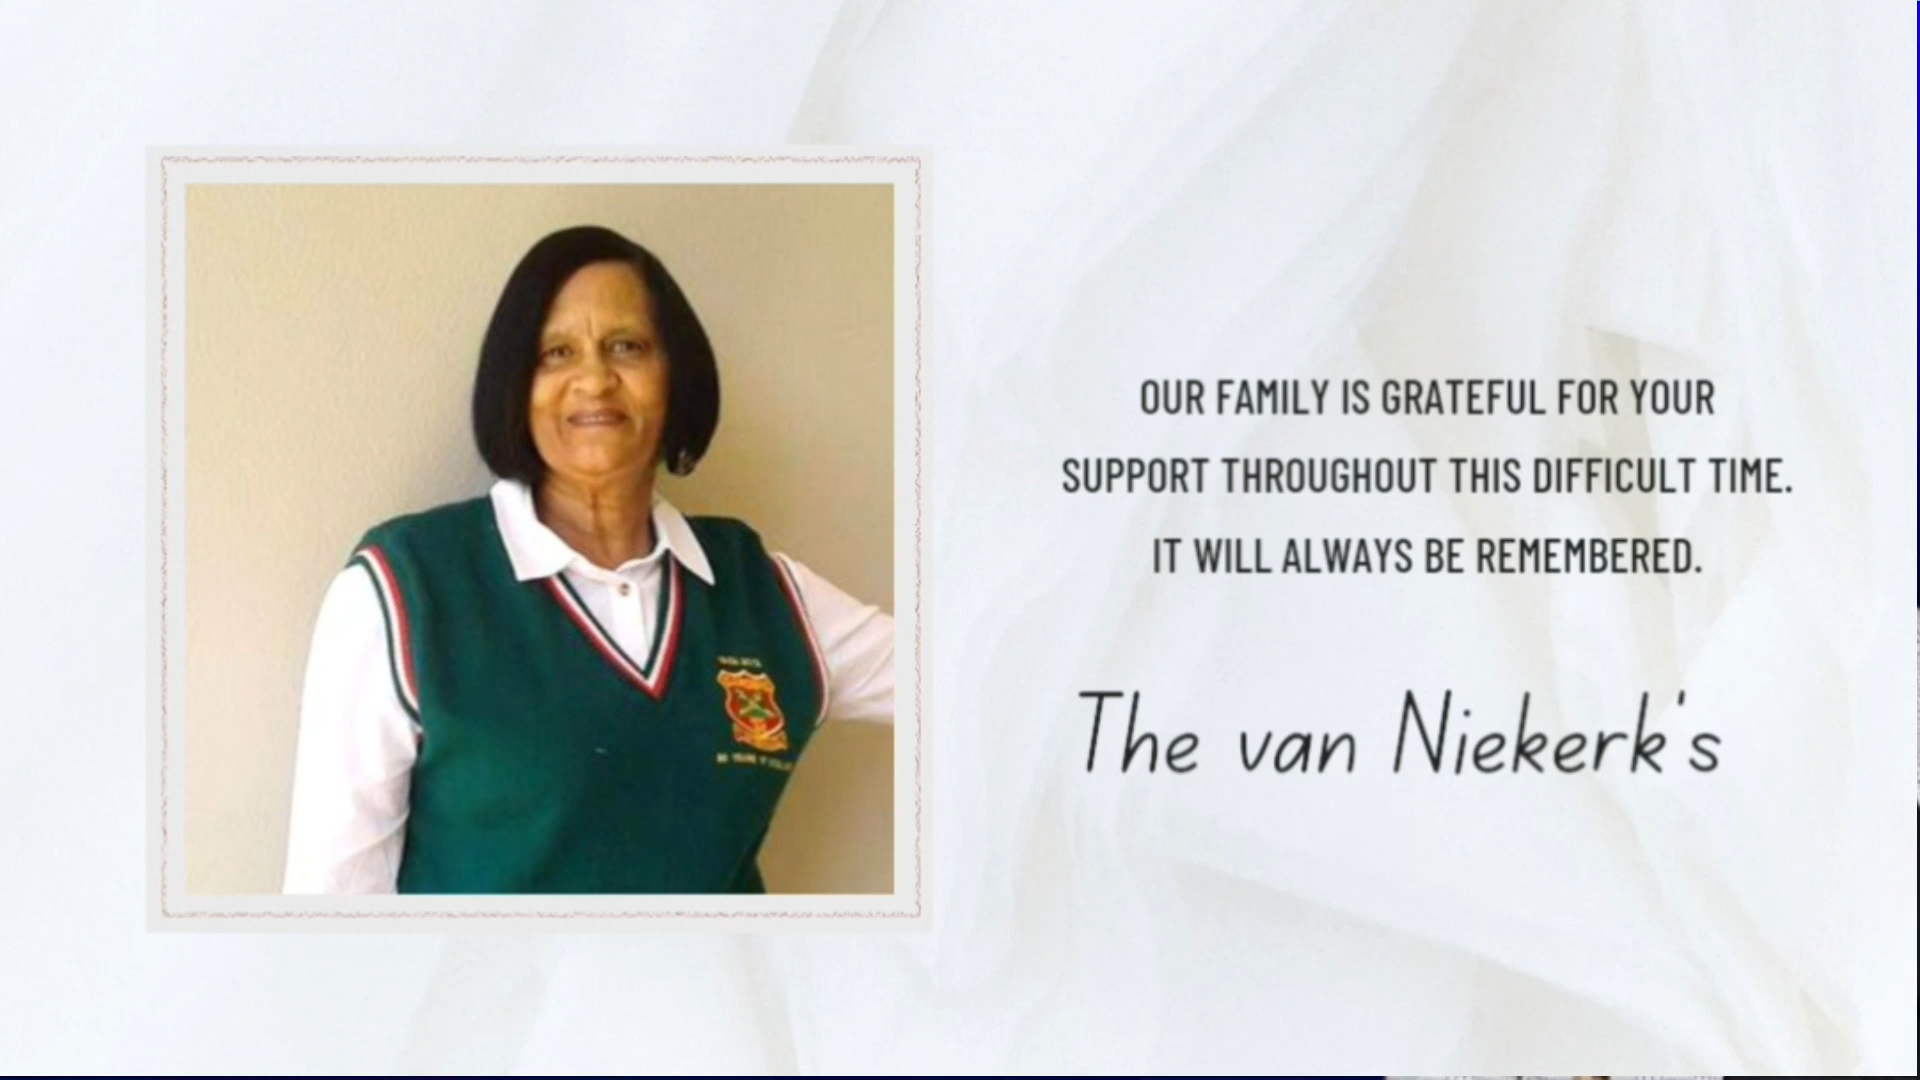 OUR FAMILY IS GRATEFUL FOR YOUR
SUPPORT THROUGHOUT THIS DIFFICULT TIME.
IT WILL ALWAYS BE REMEMBERED.
The van Niekerk's